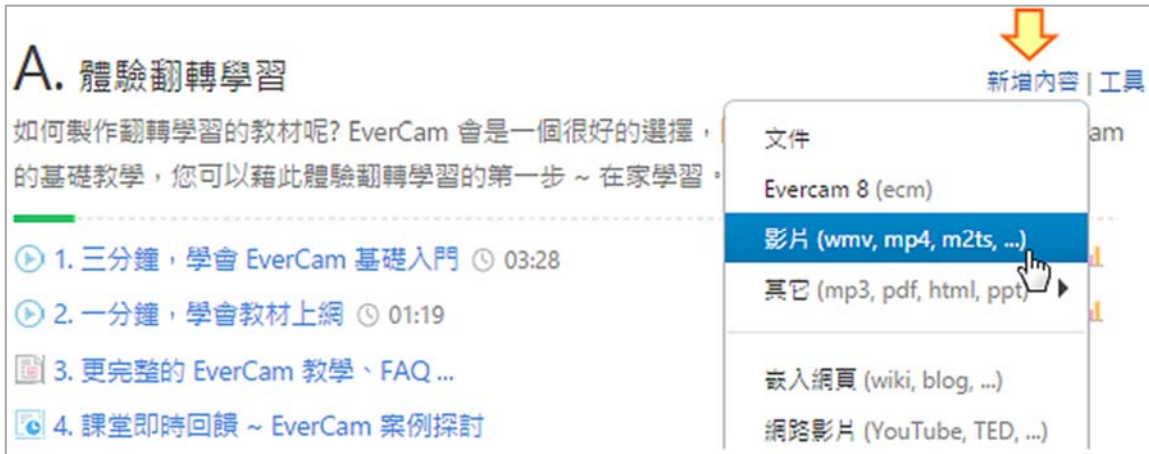 A. 體驗翻轉學習
新增內容 | 工具
如何製作翻轉學習的教材呢? EverCam 會是一個很好的選擇，
am
的基礎教學，您可以藉此體驗翻轉學習的第一步 ~ 在家學習。
1. 三分鐘，學會 EverCam 基礎入門 03:28
2. 一分鐘，學會教材上網 01:19
3. 更完整的 EverCam 教學、FAQ ...
4. 課堂即時回饋 ~ EverCam 案例探討
文件
Evercam 8 (ecm)
影片 (wmv, mp4, m2ts, ...)
其它 (mp3, pdf, html, ppt)
嵌入網頁 (wiki, blog, ...)
網路影片 (YouTube, TED, ...)